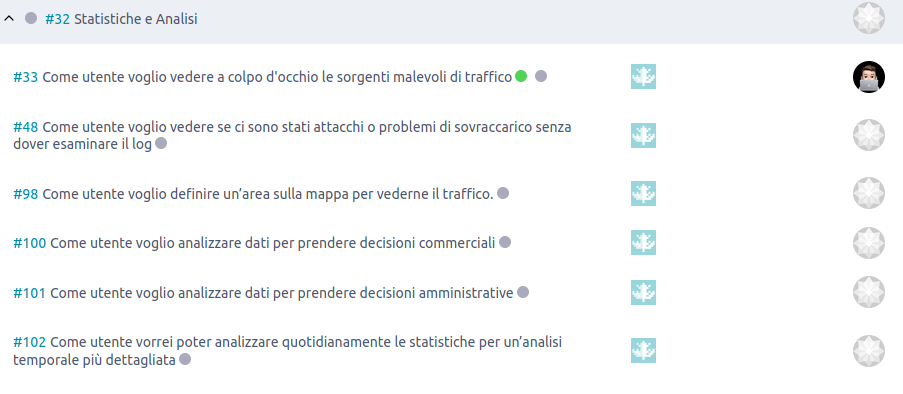 #32 Statistiche e Analisi
#33 Come utente voglio vedere a colpo d'occhio le sorgenti malevoli di traffico
#48 Come utente voglio vedere se ci sono stati attacchi o problemi di sovraccarico senza
dover esaminare il log
#98 Come utente voglio definire un’area sulla mappa per vederne il traffico.
#100 Come utente voglio analizzare dati per prendere decisioni commerciali
#101 Come utente voglio analizzare dati per prendere decisioni amministrative
#102 Come utente vorrei poter analizzare quotidianamente le statistiche per un’analisi
temporale più dettagliata